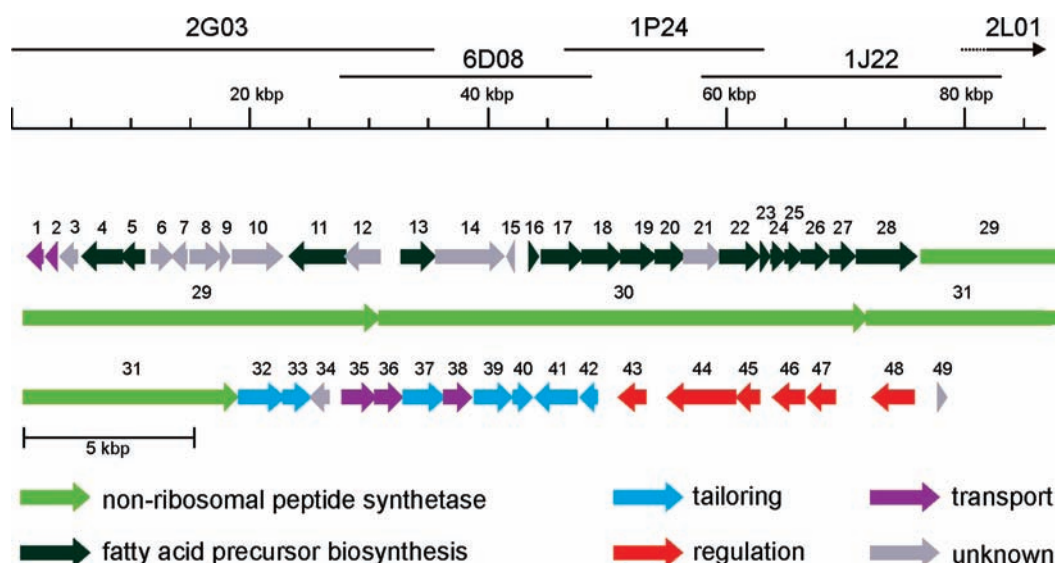 2G03 1P24 2L01
6D08 1J22
20 kbp 40 kbp 60 kbp 80 kbp
23 25
1 2 3 4 5 6 7 8 9 10 11 12 13 14 15 16 17 18 19 20 21 22 24 26 27 28 29
29 30 31
31 32 33 34 35 36 37 38 39 40 41 42 43 44 45 46 47 48 49
5 kbp
non-ribosomal peptide synthetase tailoring transport
fatty acid precursor biosynthesis regulation unknown